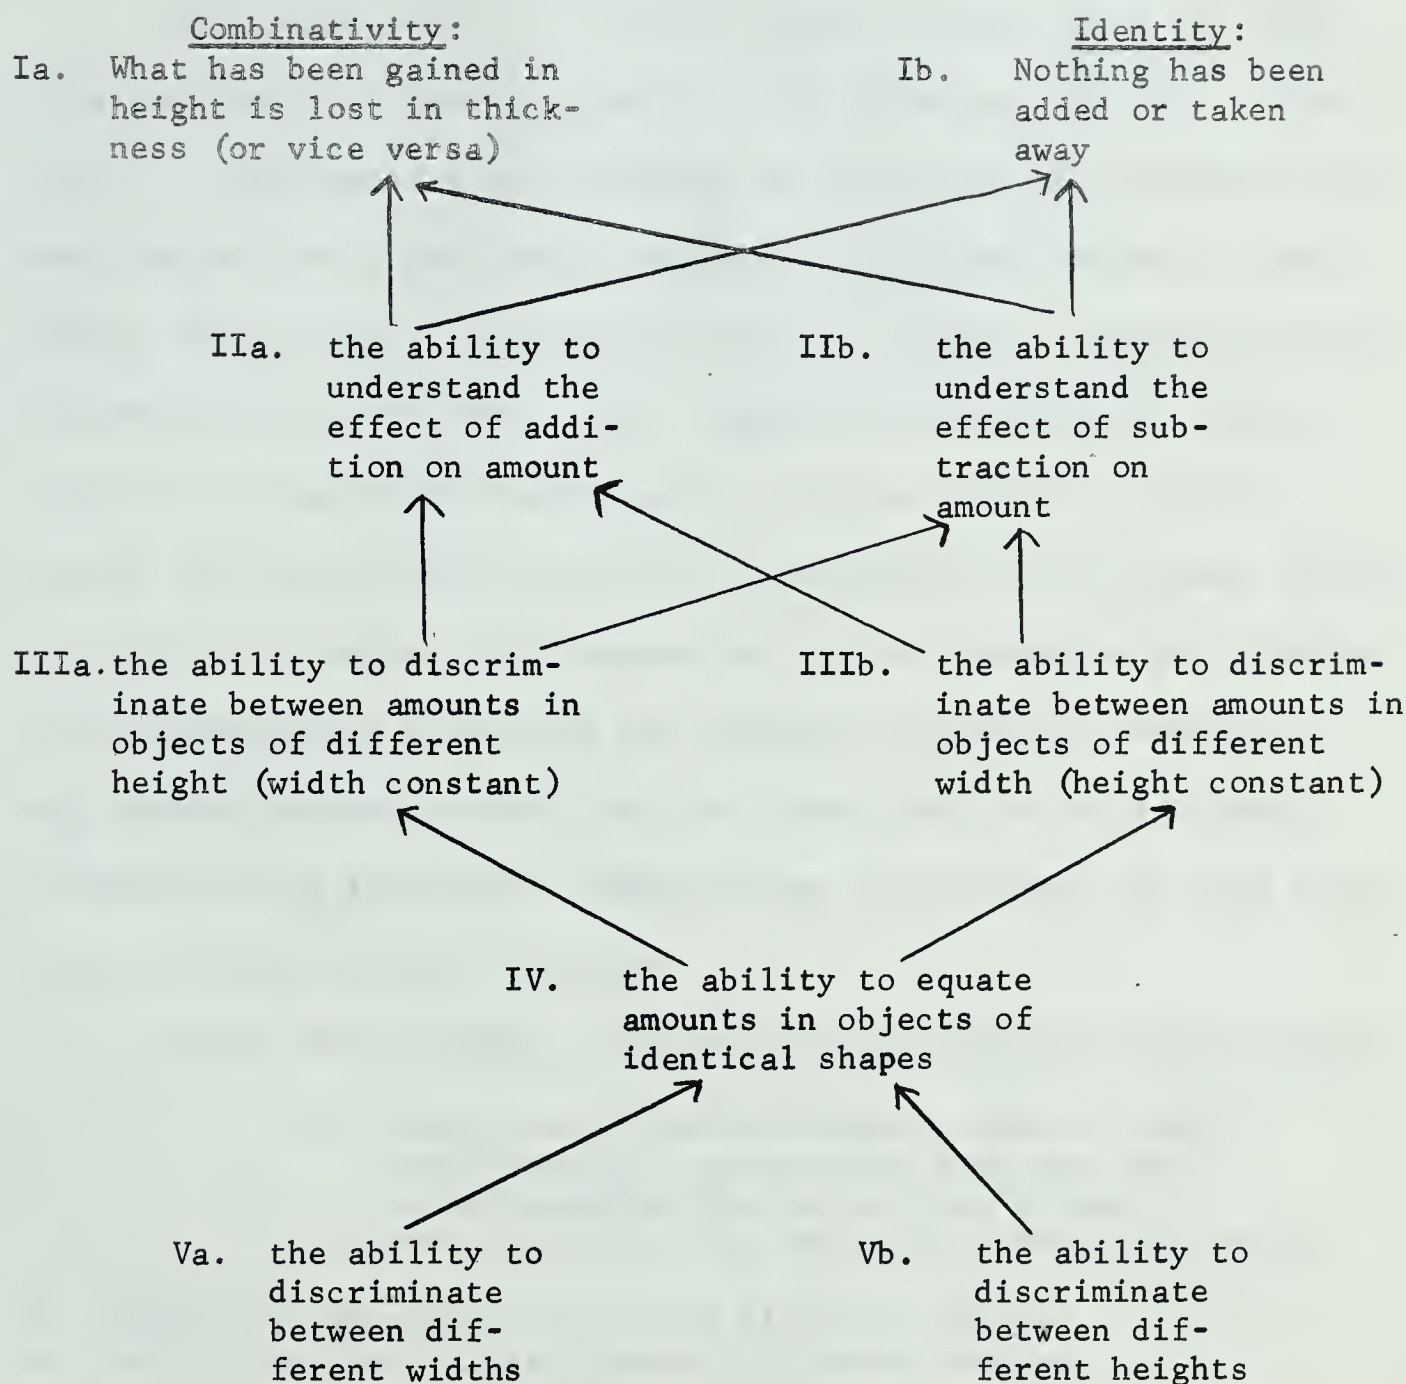 Combinativity:
Ia. What has been gained in
height is lost in thick-
ness (or vice versa)
Identity:
Ib. Nothing has been
added or taken
away
IIa. the ability to
understand the
effect of addi-
tion on amount
IIb. the ability to
understand the
effect of sub-
traction on
amount
IIIa. the ability to discrim-
inate between amounts in
objects of different
height (width constant)
IIIb. the ability to discrim-
inate between amounts in
objects of different
width (height constant)
IV. the ability to equate
amounts in objects of
identical shapes
Va. the ability to
discriminate
between dif-
ferent widths
Vb. the ability to
discriminate
between dif-
ferent heights